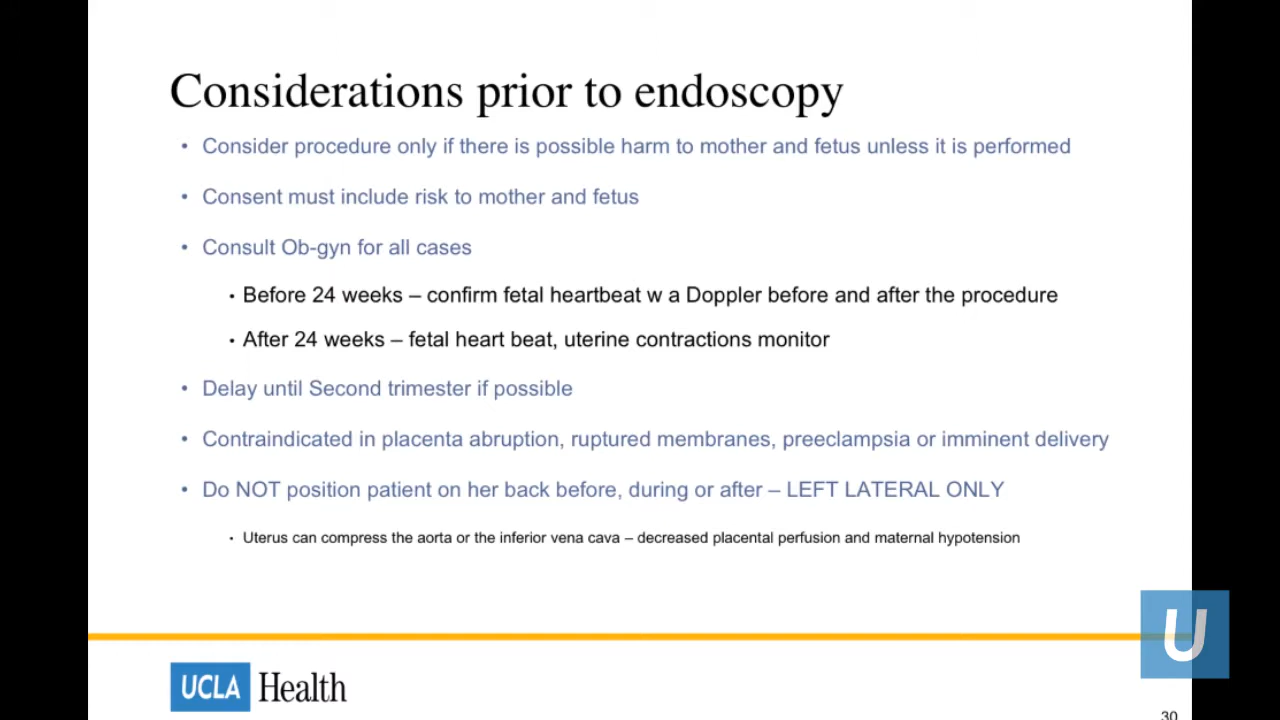 Considerations prior to endoscopy
• Consider procedure only if there is possible harm to mother and fetus unless it is performed
• Consent must include risk to mother and fetus
• Consult Ob-gyn for all cases
• Before 24 weeks – confirm fetal heartbeat w a Doppler before and after the procedure
• After 24 weeks – fetal heart beat, uterine contractions monitor
• Delay until Second trimester if possible
• Contraindicated in placenta abruption, ruptured membranes, preeclampsia or imminent delivery
• Do NOT position patient on her back before, during or after – LEFT LATERAL ONLY
• Uterus can compress the aorta or the inferior vena cava – decreased placental perfusion and maternal hypotension
U
UCLA Health
30